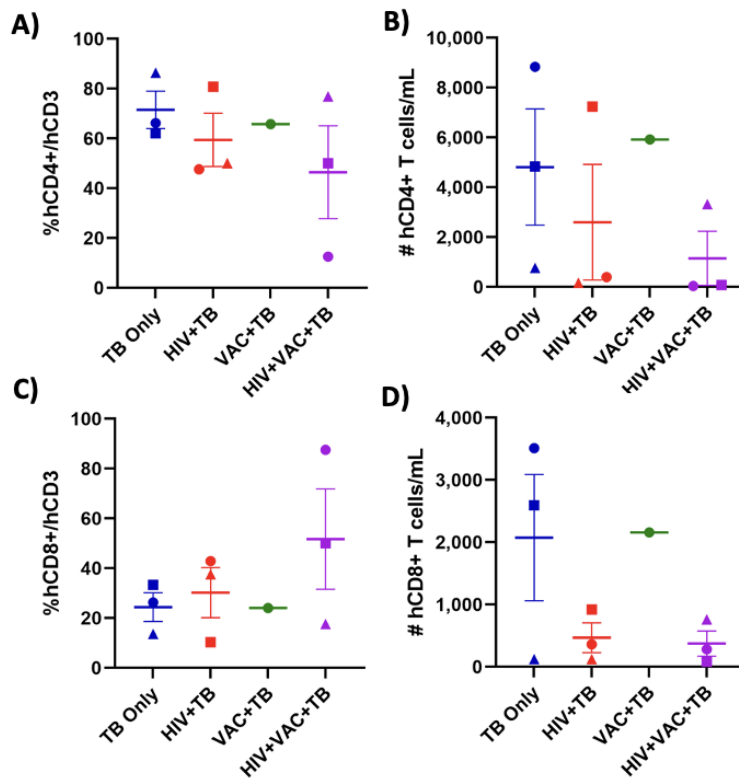 A)
%hCD4+/hCD3
100
80
60
40
20
0
TB Only
HIV+TB
VAC+TB
HIV+VAC+TB
B)
# hCD4+ T cells/mL
10,000
8,000
6,000
4,000
2,000
0
TB Only
HIV+TB
VAC+TB
HIV+VAC+TB
C)
%hCD8+/hCD3
100
80
60
40
20
0
TB Only
HIV+TB
VAC+TB
HIV+VAC+TB
D)
# hCD8+ T cells/mL
4,000
3,000
2,000
1,000
0
TB Only
HIV+TB
VAC+TB
HIV+VAC+TB